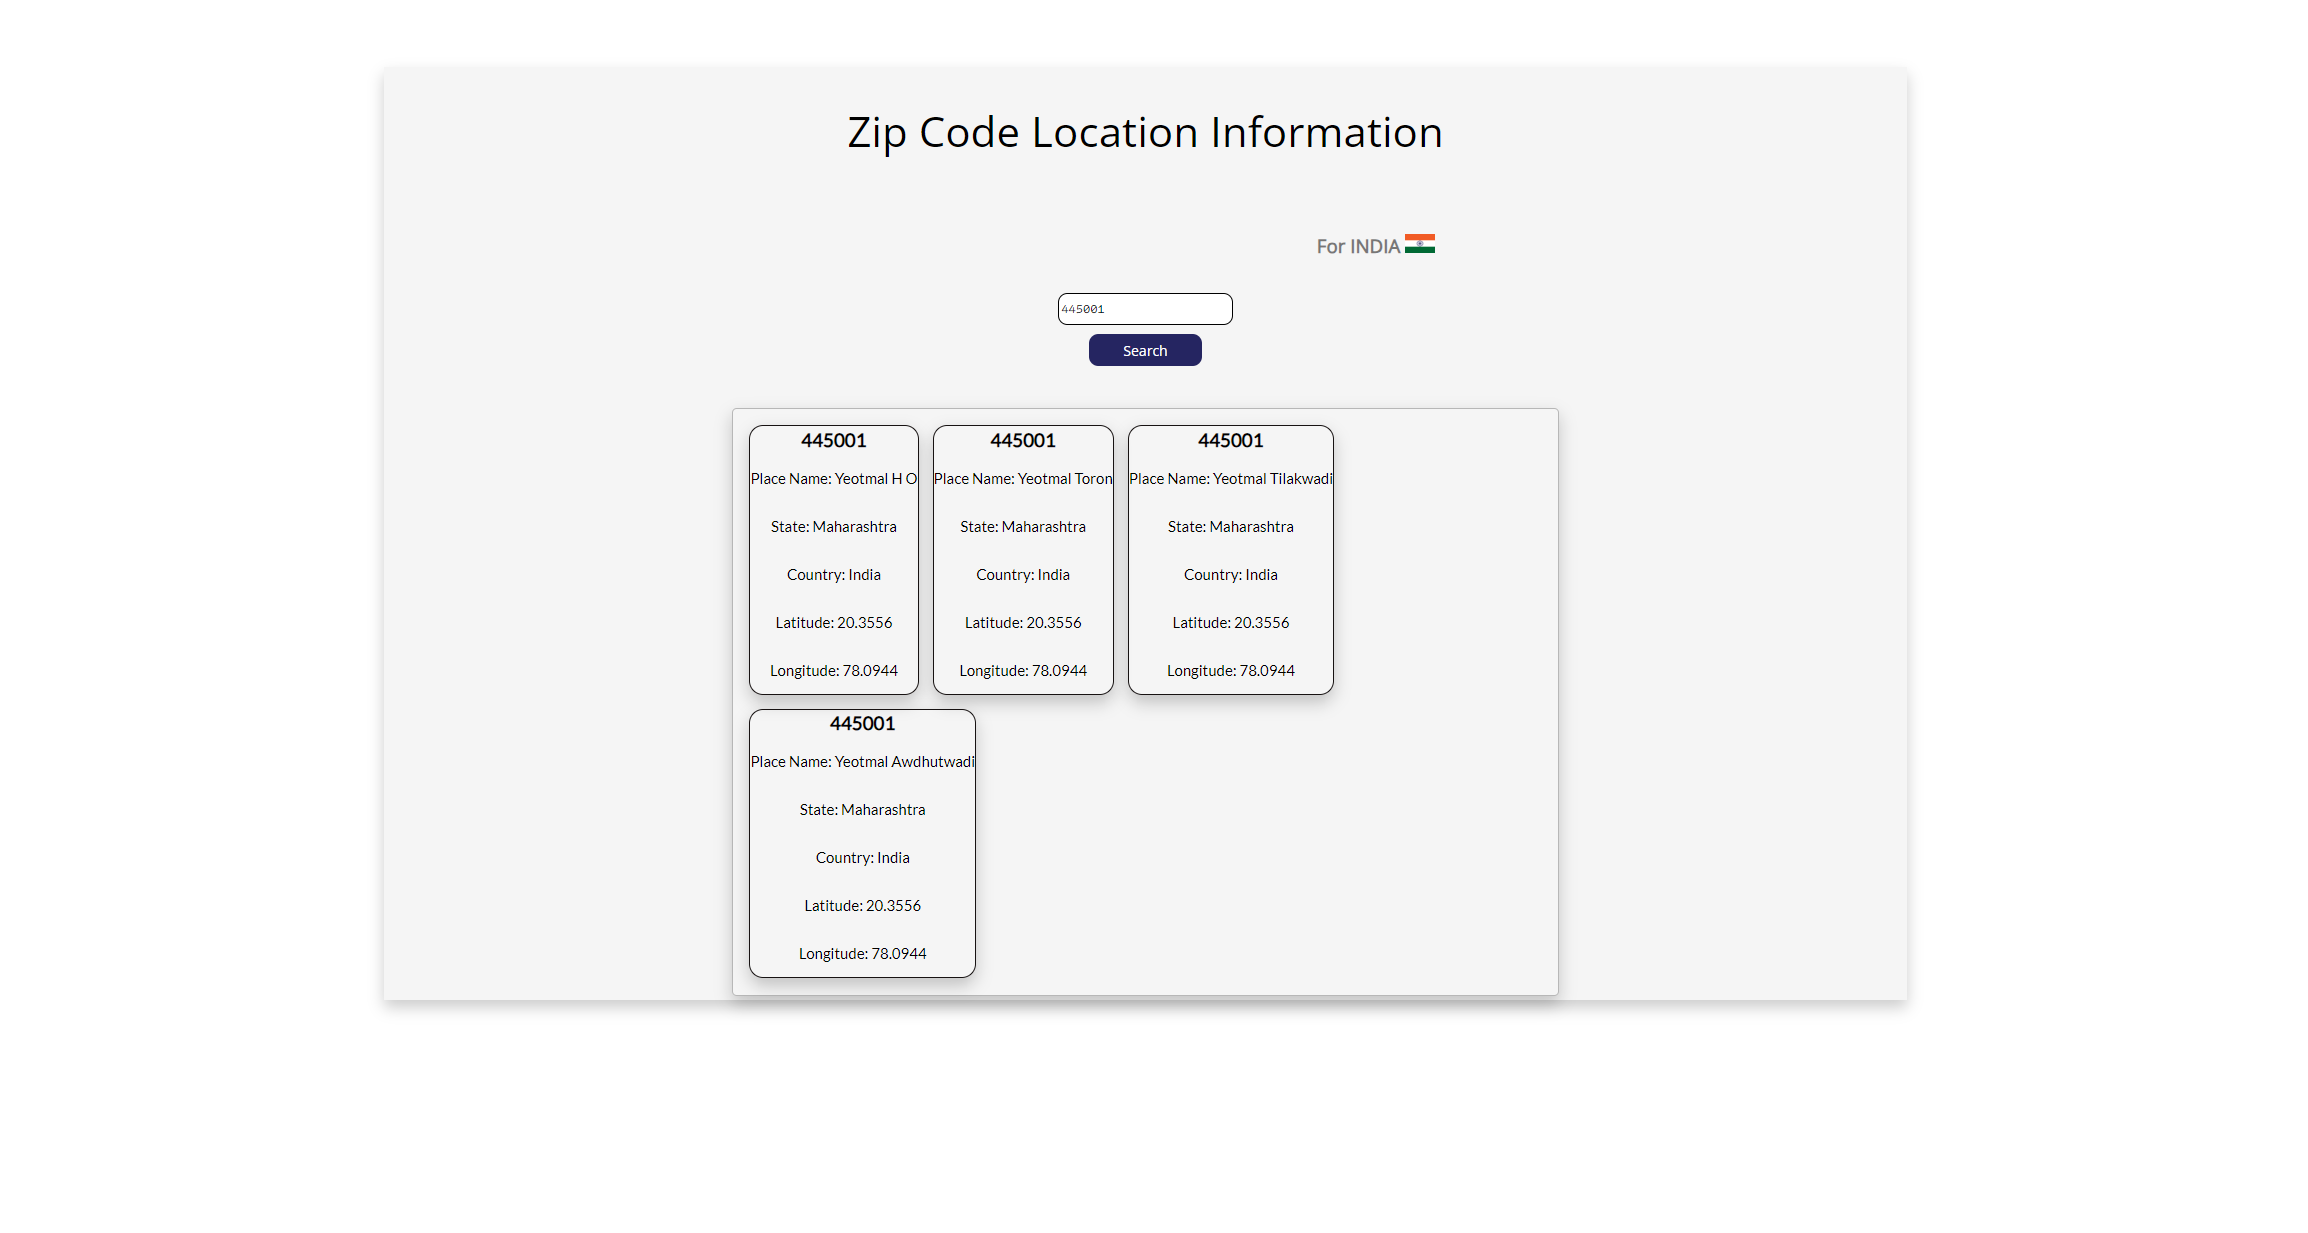 Zip Code Location Information
For INDIA
445001
Search
445001
Place Name: Yeotmal H O
State: Maharashtra
Country: India
Latitude: 20.3556
Longitude: 78.0944
445001
Place Name: Yeotmal Toron
State: Maharashtra
Country: India
Latitude: 20.3556
Longitude: 78.0944
445001
Place Name: Yeotmal Tilakwadi
State: Maharashtra
Country: India
Latitude: 20.3556
Longitude: 78.0944
445001
Place Name: Yeotmal Awdhutwadi
State: Maharashtra
Country: India
Latitude: 20.3556
Longitude: 78.0944